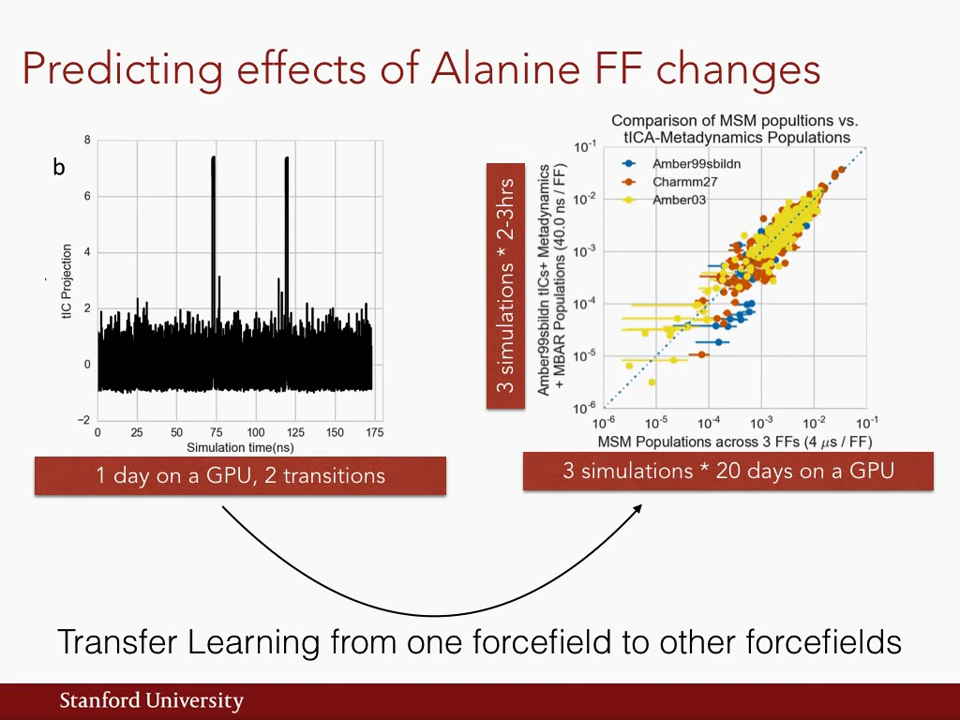 Predicting effects of Alanine FF changes
b
8
6
4
2
0
−2
tIC Projection
0 25 50 75 100 125 150 175
Simulation time(ns)
1 day on a GPU, 2 transitions
3 simulations * 2-3hrs
Comparison of MSM popultions vs.
tICA-Metadynamics Populations
Amber99sbildn tICs+ Metadynamics
+ MBAR Populations (40.0 ns / FF)
10-1
10-2
10-3
10-4
10-5
10-6
Amber99sbildn
Charmm27
Amber03
10-6 10-5 10-4 10-3 10-2 10-1
MSM Populations across 3 FFs (4 μs / FF)
3 simulations * 20 days on a GPU
Transfer Learning from one forcefield to other forcefields
Stanford University